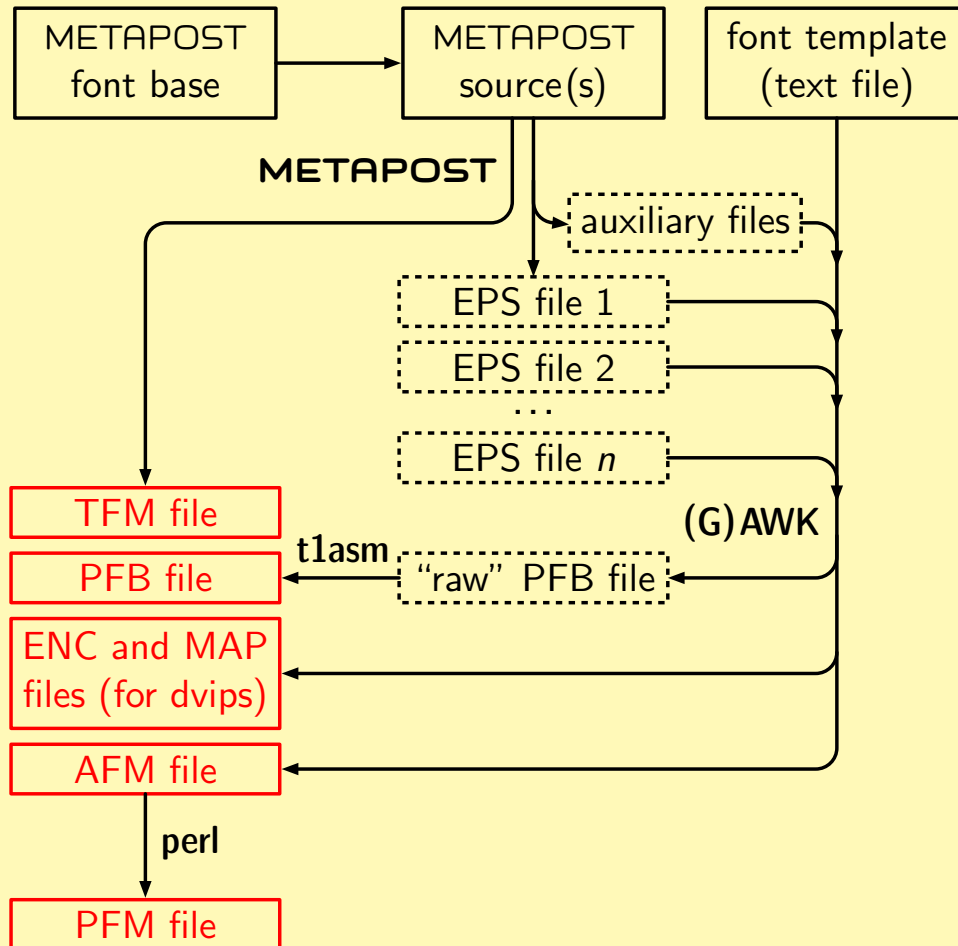 METAPOST
font base
METAPOST
source(s)
font template
(text file)
METAPOST
auxiliary files
EPS file 1
EPS file 2
...
EPS file n
TFM file
(G)AWK
t1asm
PFB file
“raw” PFB file
ENC and MAP
files (for dvips)
AFM file
perl
PFM file